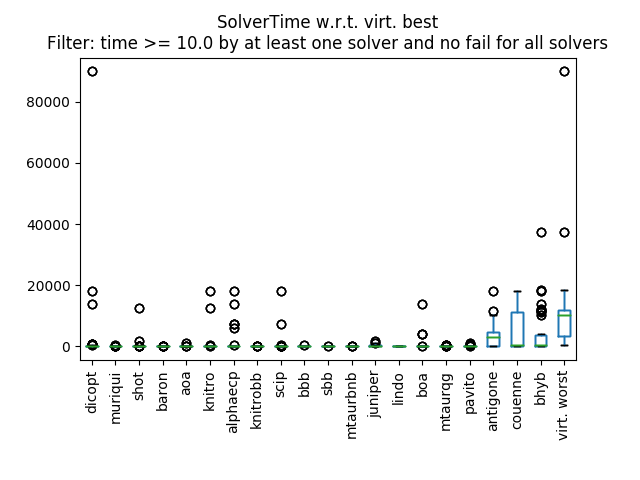 SolverTime w.r.t. virt. best
Filter: time >= 10.0 by at least one solver and no fail for all solvers
80000
60000
40000
20000
0
dicopt
muriqui
shot
baron
aoa
knitro
alphaecp
knitrobb
scip
bbb
sbb
mtaurbnb
juniper
lindo
boa
mtaurqg
pavito
antigone
couenne
bhyb
virt. worst